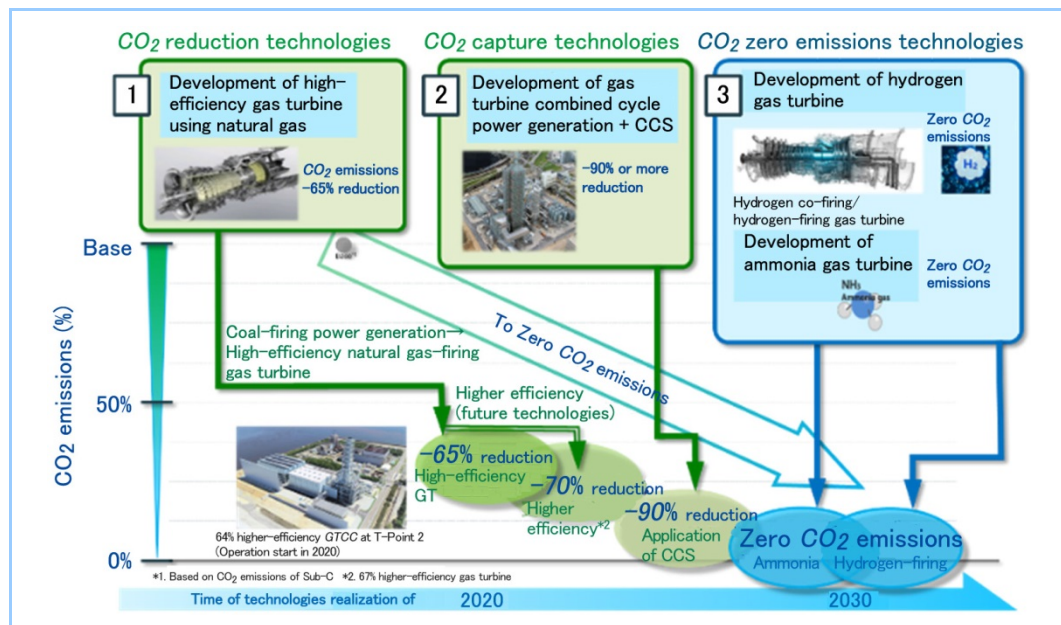 CO2 reduction technologies
CO2 capture technologies
CO2 zero emissions technologies
1
Development of high-
efficiency gas turbine
using natural gas
CO2 emissions
-65% reduction
2
Development of gas
turbine combined cycle
power generation + CCS
-90% or more
reduction
3
Development of hydrogen
gas turbine
Zero CO2
emissions
H2
Hydrogen co-firing/
hydrogen-firing gas turbine
Development of
ammonia gas turbine
Zero CO2
emissions
NH3
Ammonia gas
Base
50%
0%
CO2 emissions (%)
To Zero CO2 emissions
Coal-firing power generation→
High-efficiency natural gas-firing
gas turbine
Higher efficiency
(future technologies)
-65% reduction
High-efficiency
GT
-70% reduction
Higher
efficiency*2
-90% reduction
Application
of CCS
Zero CO2 emissions
Ammonia
Hydrogen-firing
64% higher-efficiency GTCC at T-Point 2
(Operation start in 2020)
*1. Based on CO2 emissions of Sub-C *2. 67% higher-efficiency gas turbine
Time of technologies realization of
2020
2030